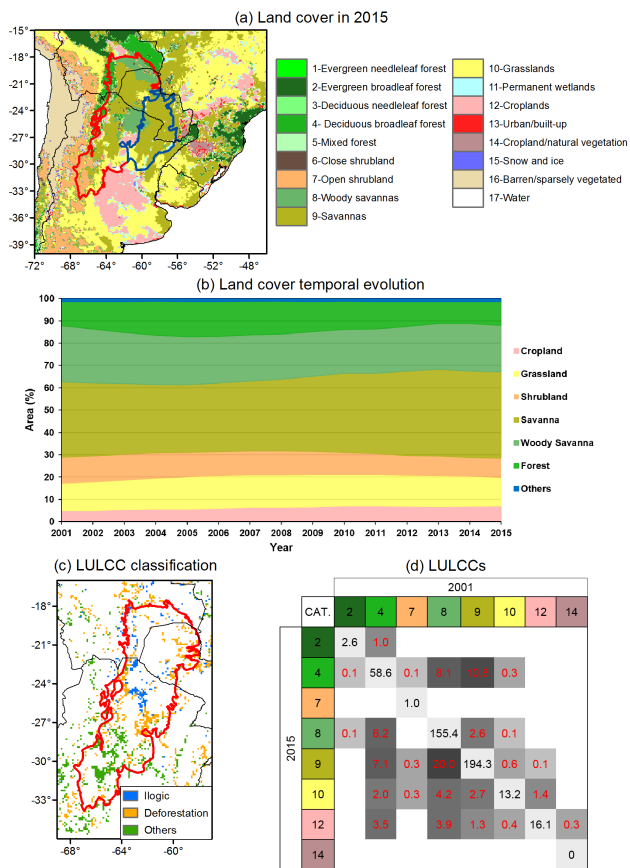 (a) Land cover in 2015
-15°
-18°
-21°
-24°
-27°
-30°
-33°
-36°
-39°
-72° -68° -64° -60° -56° -52° -48°
1-Evergreen needleleaf forest
2-Evergreen broadleaf forest
3-Deciduous needleleaf forest
4- Deciduous broadleaf forest
5-Mixed forest
6-Close shrubland
7-Open shrubland
8-Woody savannas
9-Savannas
10-Grasslands
11-Permanent wetlands
12-Croplands
13-Urban/built-up
14-Cropland/natural vegetation
15-Snow and ice
16-Barren/sparsely vegetated
17-Water
(b) Land cover temporal evolution
Area (%)
100
90
80
70
60
50
40
30
20
10
0
2001 2002 2003 2004 2005 2006 2007 2008 2009 2010 2011 2012 2013 2014 2015
Year
Cropland
Grassland
Shrubland
Savanna
Woody Savanna
Forest
Others
(c) LULCC classification
-18°
-21°
-24°
-27°
-30°
-33°
-68° -64° -60°
Ilogic
Deforestation
Others
(d) LULCCs
2001
CAT. 2 4 7 8 9 10 12 14
2015
2 2.6 1.0
4 0.1 58.6 0.1 0.3
7 1.0
8 0.1 155.4 2.6 0.1
9 7.1 0.3 194.3 0.6 0.1
10 2.0 0.3 4.2 2.7 13.2 1.4
12 3.5 3.9 1.3 0.4 16.1 0.3
14 0